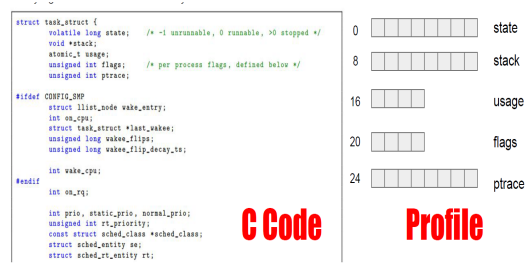 struct task_struct {
volatile long state; /* -1 unrunnable, 0 runnable, >0 stopped */
void *stack;
atomic_t usage;
unsigned int flags; /* per process flags, defined below */
unsigned int ptrace;
#ifdef CONFIG_SMP
struct llist_node wake_entry;
int on_cpu;
struct task_struct *last_wakee;
unsigned long wakee_flips;
unsigned long wakee_flip_decay_ts;
int wake_cpu;
#endif
int on_rq;
int prio, static_prio, normal_prio;
unsigned int rt_priority;
const struct sched_class *sched_class;
struct sched_entity se;
struct sched_rt_entity rt;
C Code
0 state
8 stack
16 usage
20 flags
24 ptrace
Profile